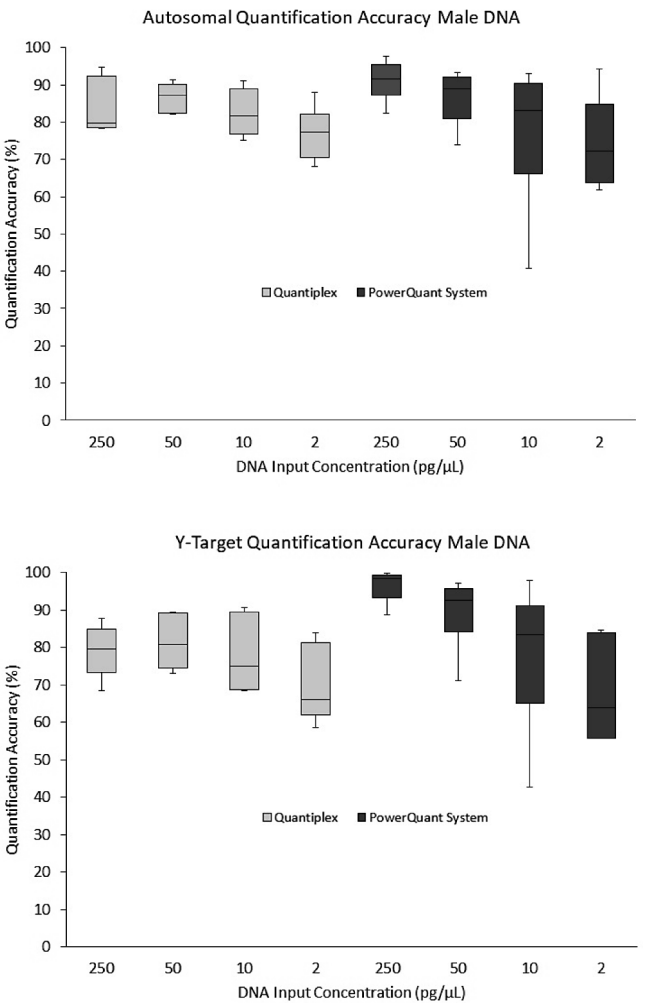 Autosomal Quantification Accuracy Male DNA
100
90
80
70
60
50
40
30
20
10
0
Quantification Accuracy (%)
Quantiplex PowerQuant System
250 50 10 2 250 50 10 2
DNA Input Concentration (pg/µL)
Y-Target Quantification Accuracy Male DNA
100
90
80
70
60
50
40
30
20
10
0
Quantification Accuracy (%)
Quantiplex PowerQuant System
250 50 10 2 250 50 10 2
DNA Input Concentration (pg/µL)